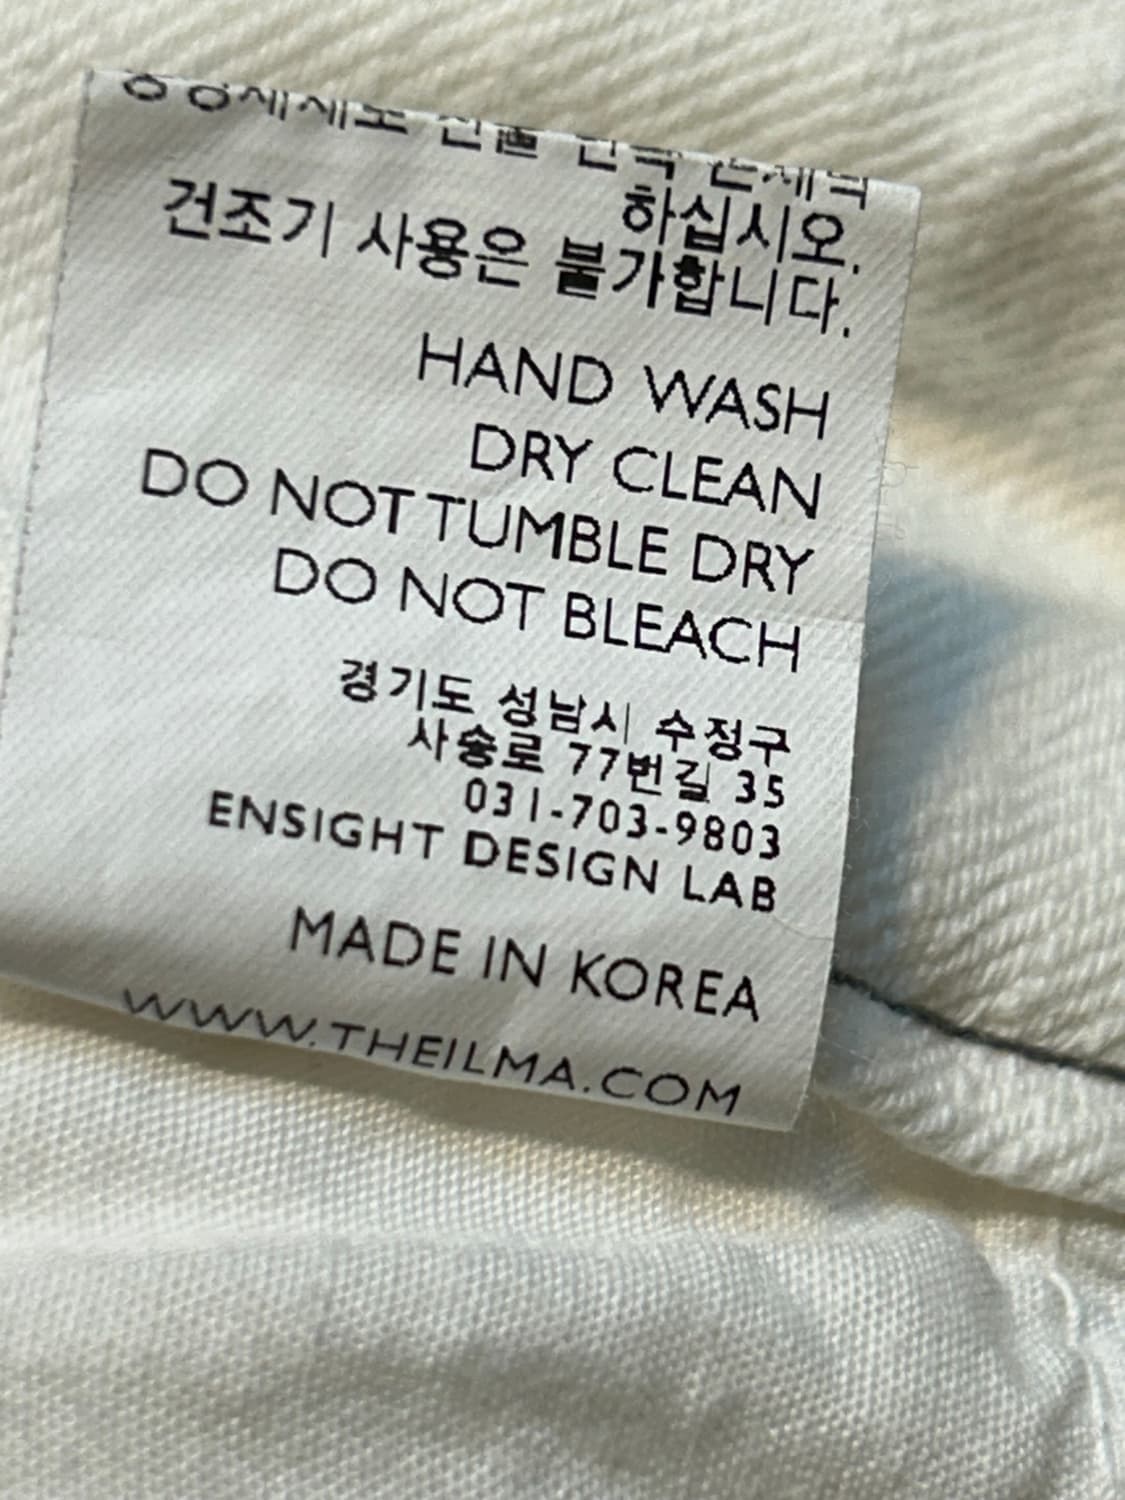 하십시오.
건조기 사용은 불가합니다.
HAND WASH
DRY CLEAN
DO NOT TUMBLE DRY
DO NOT BLEACH
경기도 성남시 수정구
사송로 77번길 35
031-703-9803
ENSIGHT DESIGN LAB
MADE IN KOREA
WWW.THEILMA.COM